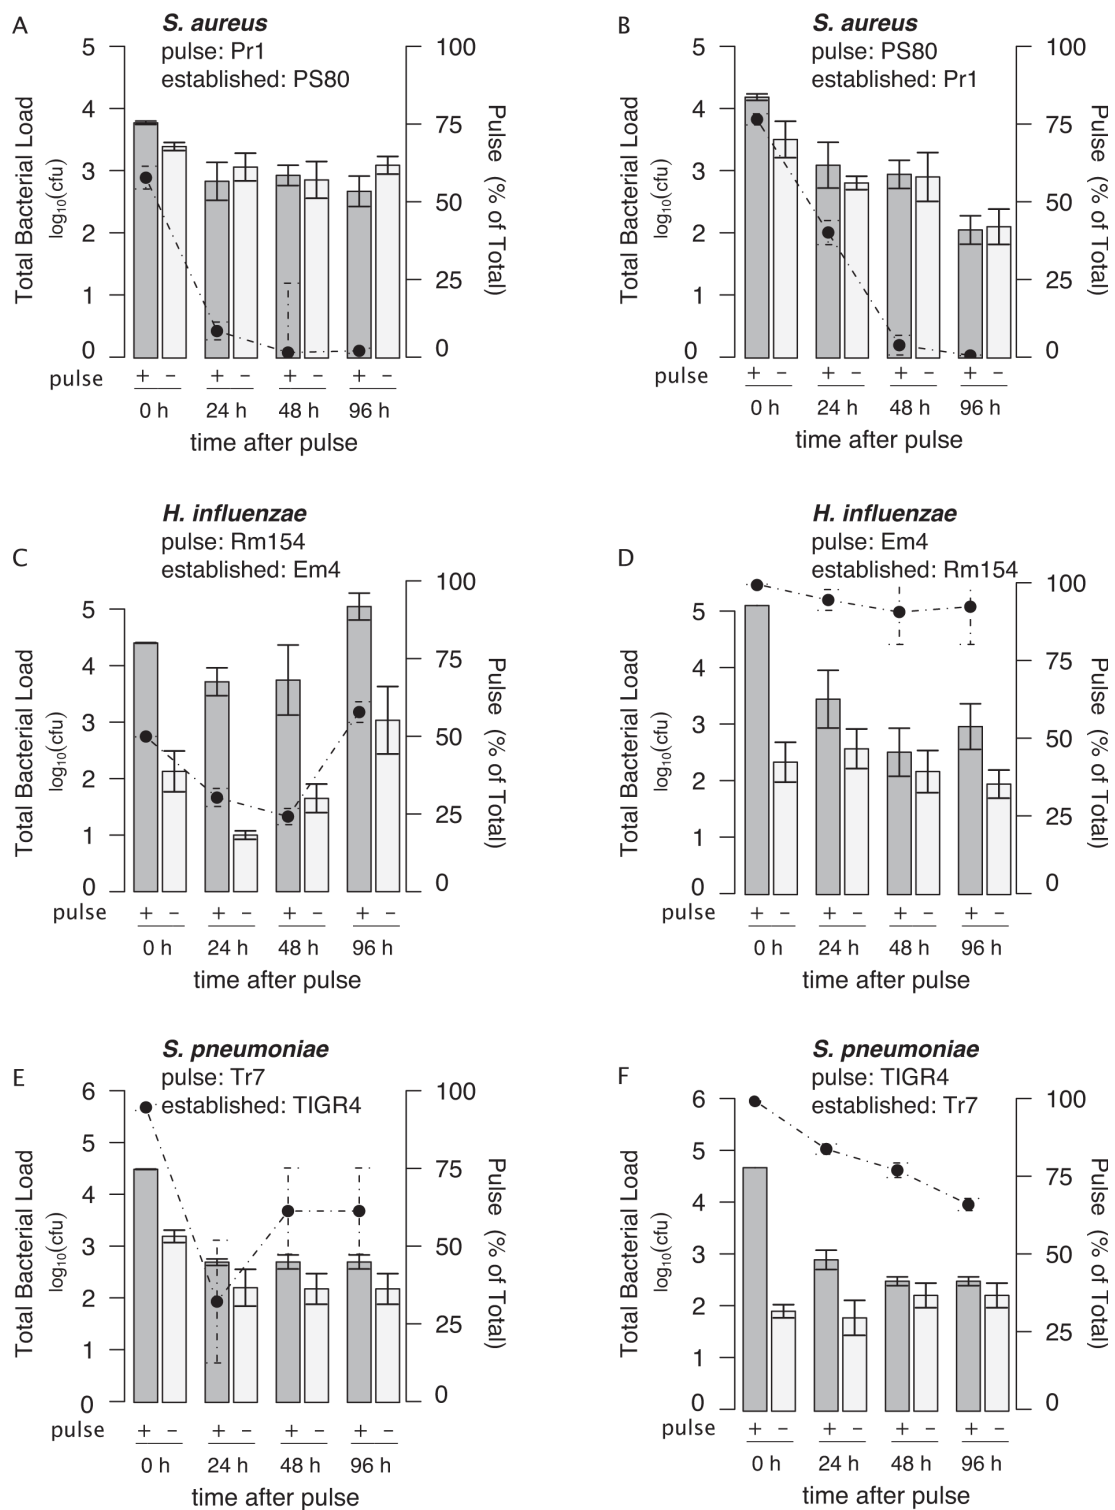 A
S. aureus
pulse: Pr1
established: PS80
5
4
3
2
1
0
Total Bacterial Load
log10(cfu)
100
75
50
25
0
Pulse (% of Total)
pulse + − + − + − + −
0 h 24 h 48 h 96 h
time after pulse
B
S. aureus
pulse: PS80
established: Pr1
5
4
3
2
1
0
Total Bacterial Load
log10(cfu)
100
75
50
25
0
Pulse (% of Total)
pulse + − + − + − + −
0 h 24 h 48 h 96 h
time after pulse
C
H. influenzae
pulse: Rm154
established: Em4
5
4
3
2
1
0
Total Bacterial Load
log10(cfu)
100
75
50
25
0
Pulse (% of Total)
pulse + − + − + − + −
0 h 24 h 48 h 96 h
time after pulse
D
H. influenzae
pulse: Em4
established: Rm154
5
4
3
2
1
0
Total Bacterial Load
log10(cfu)
100
75
50
25
0
Pulse (% of Total)
pulse + − + − + − + −
0 h 24 h 48 h 96 h
time after pulse
E
S. pneumoniae
pulse: Tr7
established: TIGR4
6
5
4
3
2
1
0
Total Bacterial Load
log10(cfu)
100
75
50
25
0
Pulse (% of Total)
pulse + − + − + − + −
0 h 24 h 48 h 96 h
time after pulse
F
S. pneumoniae
pulse: TIGR4
established: Tr7
6
5
4
3
2
1
0
Total Bacterial Load
log10(cfu)
100
75
50
25
0
Pulse (% of Total)
pulse + − + − + − + −
0 h 24 h 48 h 96 h
time after pulse